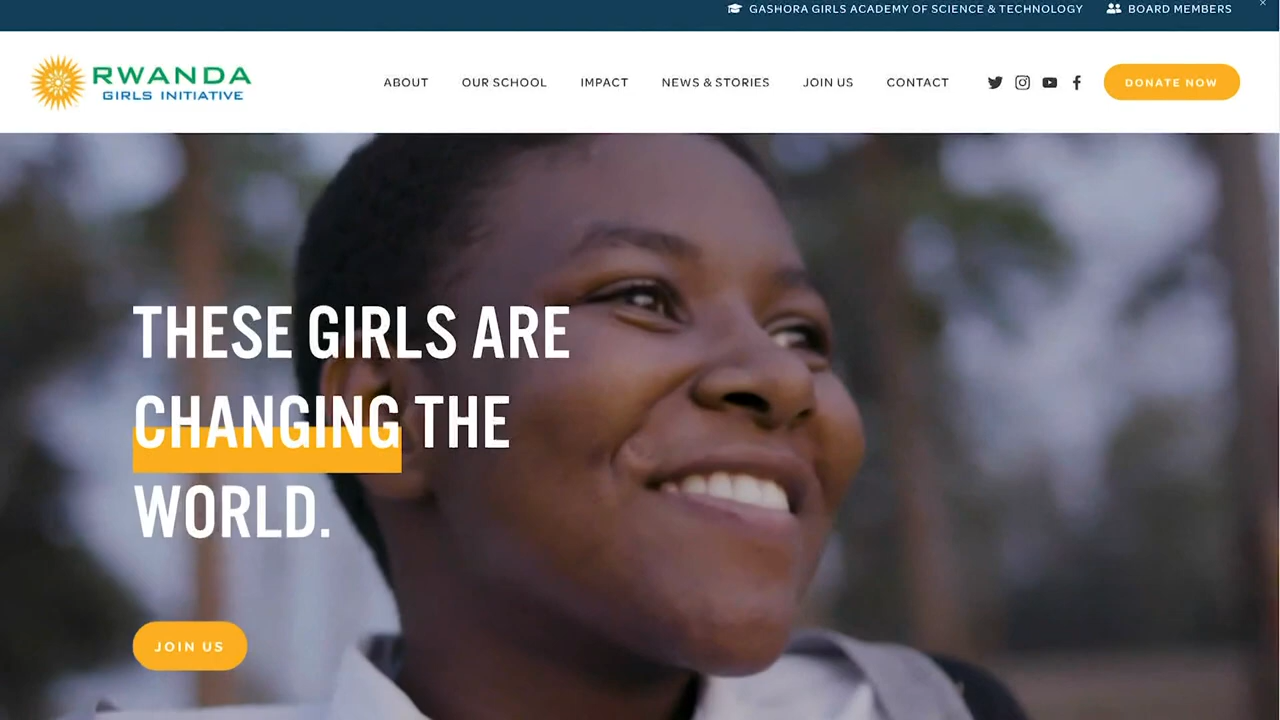 GASHORA GIRLS ACADEMY OF SCIENCE & TECHNOLOGY
BOARD MEMBERS
RWANDA
GIRLS INITIATIVE
ABOUT
OUR SCHOOL
IMPACT
NEWS & STORIES
JOIN US
CONTACT
DONATE NOW
THESE GIRLS ARE
CHANGING THE
WORLD.
JOIN US